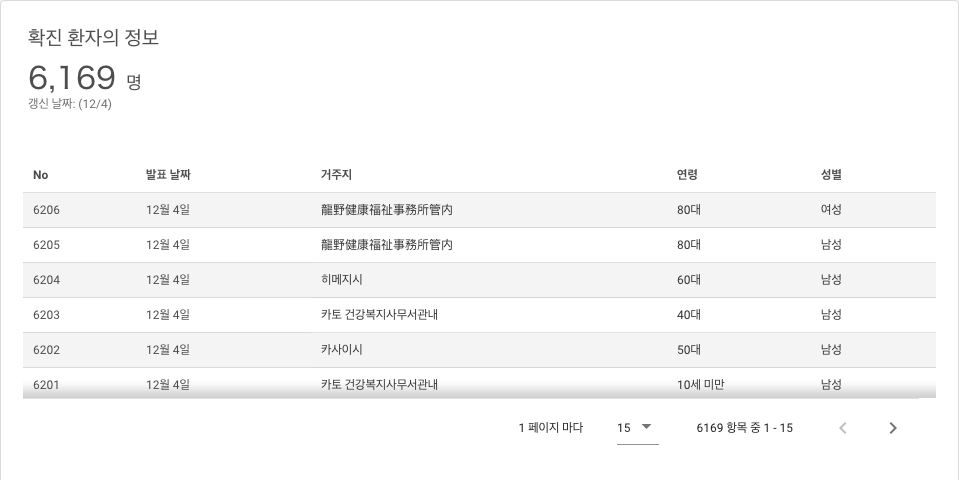 확진 환자의 정보
6,169 명
갱신 날짜: (12/4)
No 발표 날짜 거주지 연령 성별
6206 12월 4일 龍野健康福祉事務所管内 80대 여성
6205 12월 4일 龍野健康福祉事務所管内 80대 남성
6204 12월 4일 히메지시 60대 남성
6203 12월 4일 카토 건강복지사무서관내 40대 남성
6202 12월 4일 카사이시 50대 남성
6201 12월 4일 카토 건강복지사무서관내 10세 미만 남성
1 페이지 마다 15 6169 항목 중 1 - 15